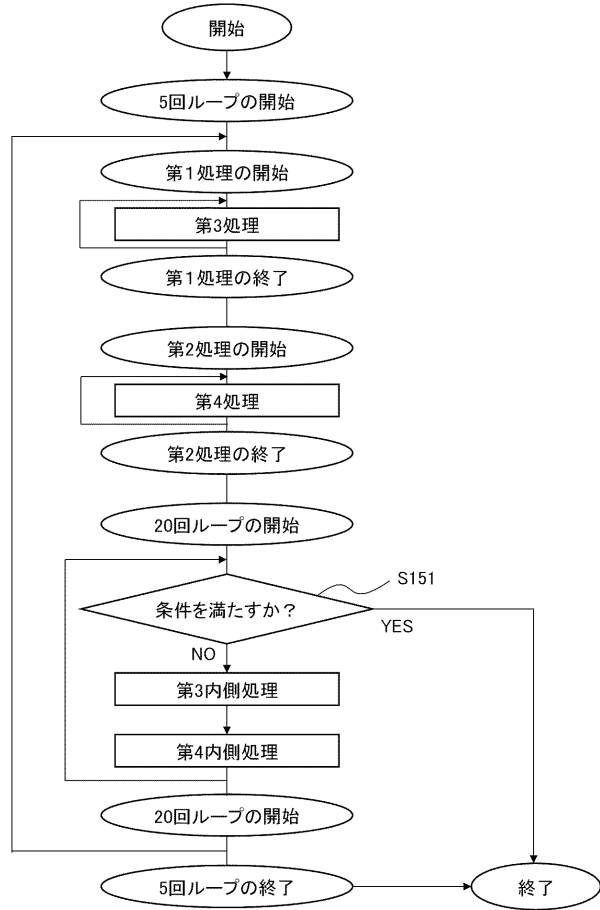 開始
5回ループの開始
第1処理の開始
第3処理
第1処理の終了
第2処理の開始
第4処理
第2処理の終了
20回ループの開始
S151
条件を満たすか？
YES
NO
第3内側処理
第4内側処理
20回ループの開始
5回ループの終了
終了